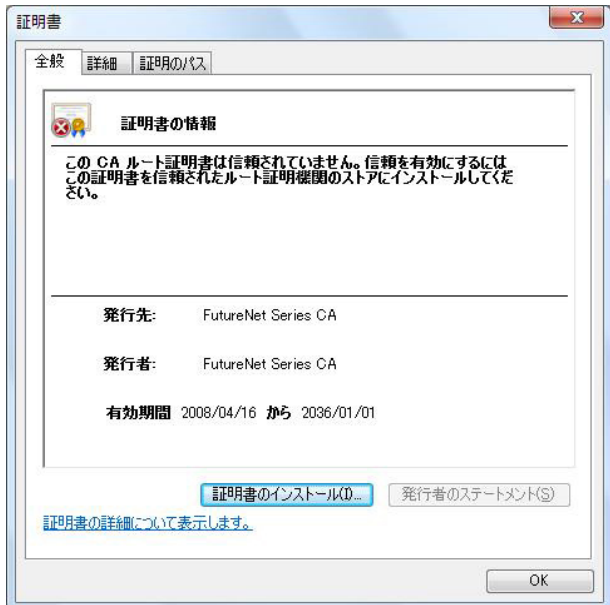 証明書
全般 詳細 証明のパス
証明書の情報
この CA ルート証明書は信頼されていません。信頼を有効にするには
この証明書を信頼されたルート証明機関のストアにインストールしてくだ
さい。
発行先: FutureNet Series CA
発行者: FutureNet Series CA
有効期間 2008/04/16 から 2036/01/01
証明書のインストール(I)... 発行者のステートメント(S)
証明書の詳細について表示します。
OK